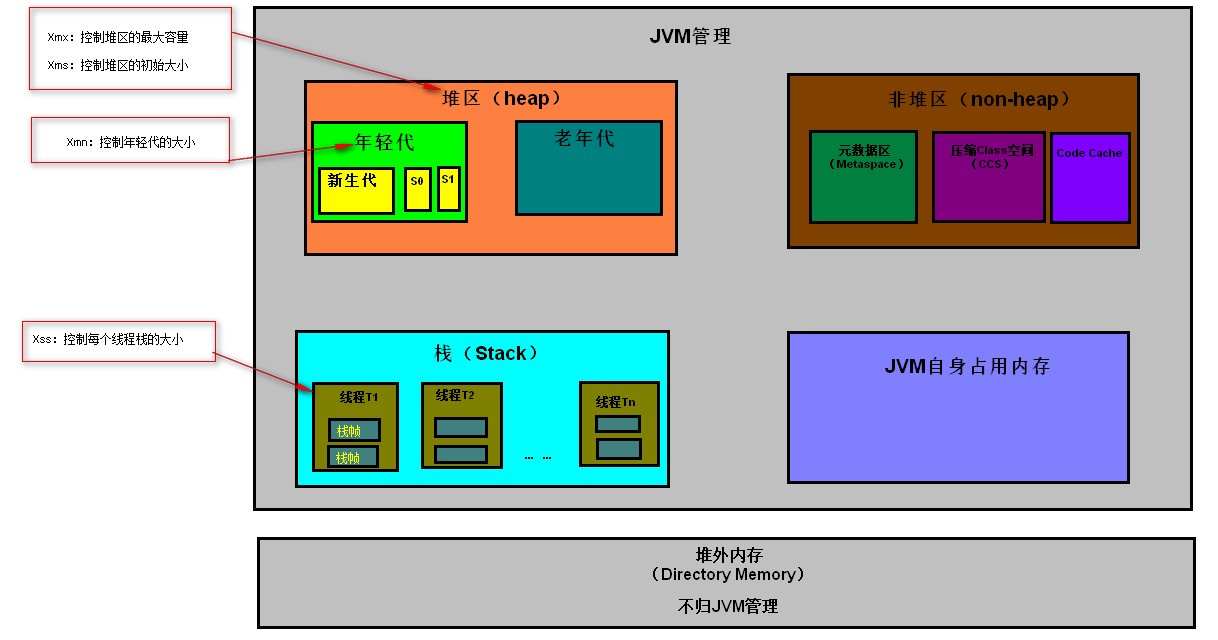 JVM管理
Xmx：控制堆区的最大容量
Xms：控制堆区的初始大小
Xmn：控制年轻代的大小
堆区（heap）
年轻代
新生代
S0
S1
老年代
非堆区（non-heap）
元数据区
（Metaspace）
压缩Class空间
（CCS）
Code Cache
Xss：控制每个线程栈的大小
栈（Stack）
线程T1
栈帧
栈帧
线程T2
… …
线程Tn
JVM自身占用内存
堆外内存
（Directory Memory）
不归JVM管理